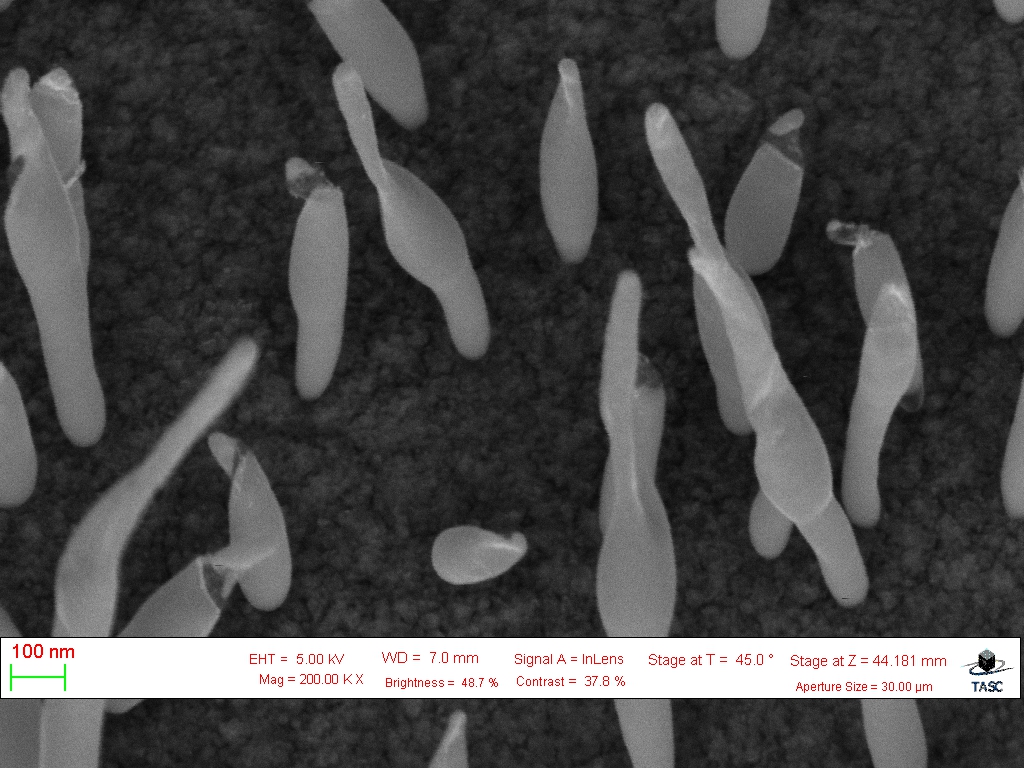 100 nm
EHT = 5.00 kV WD = 7.0 mm Signal A = InLens Stage at T = 45.0 ° Stage at Z = 44.181 mm
Mag = 200.00 K X Brightness = 48.7 % Contrast = 37.8 % Aperture Size = 30.00 µm
TASC